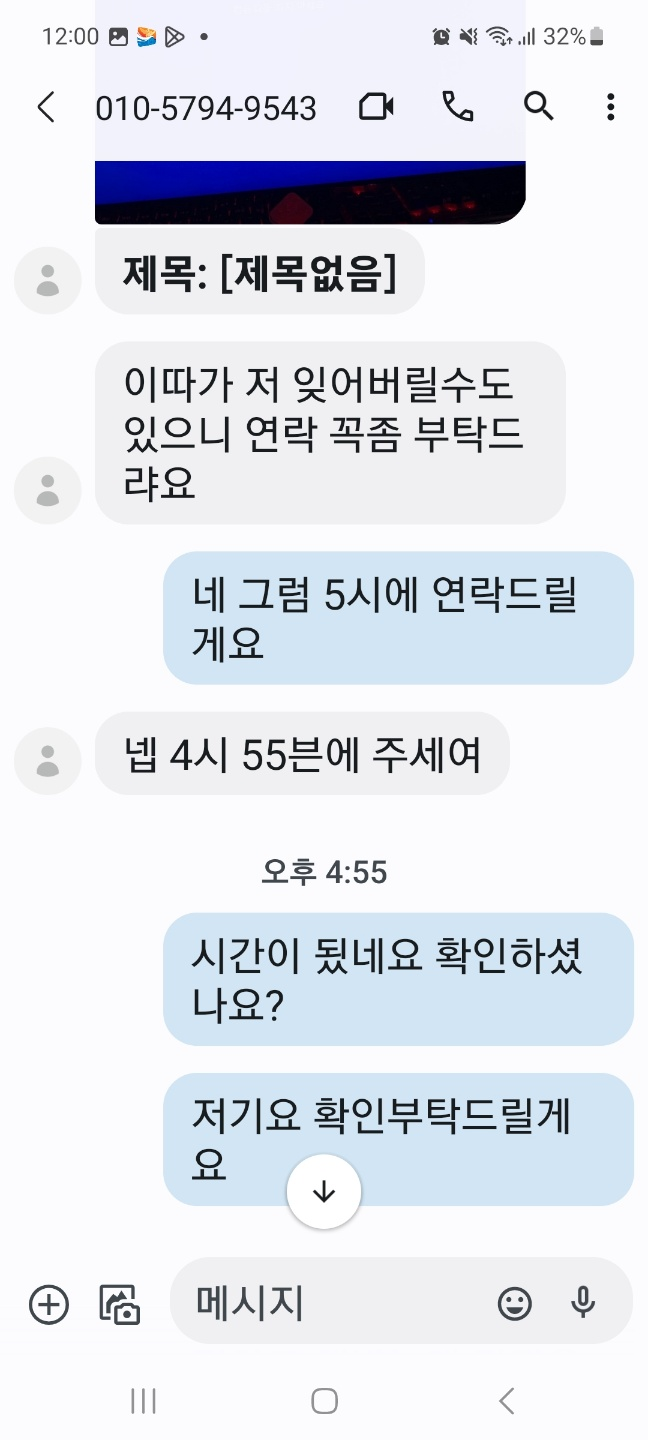 12:00 32%
010-5794-9543
제목: [제목없음]
이따가 저 잊어버릴수도
있으니 연락 꼭좀 부탁드
랴요
네 그럼 5시에 연락드릴
게요
넵 4시 55븐에 주세여
오후 4:55
시간이 됬네요 확인하셨
나요?
저기요 확인부탁드릴게
요
메시지